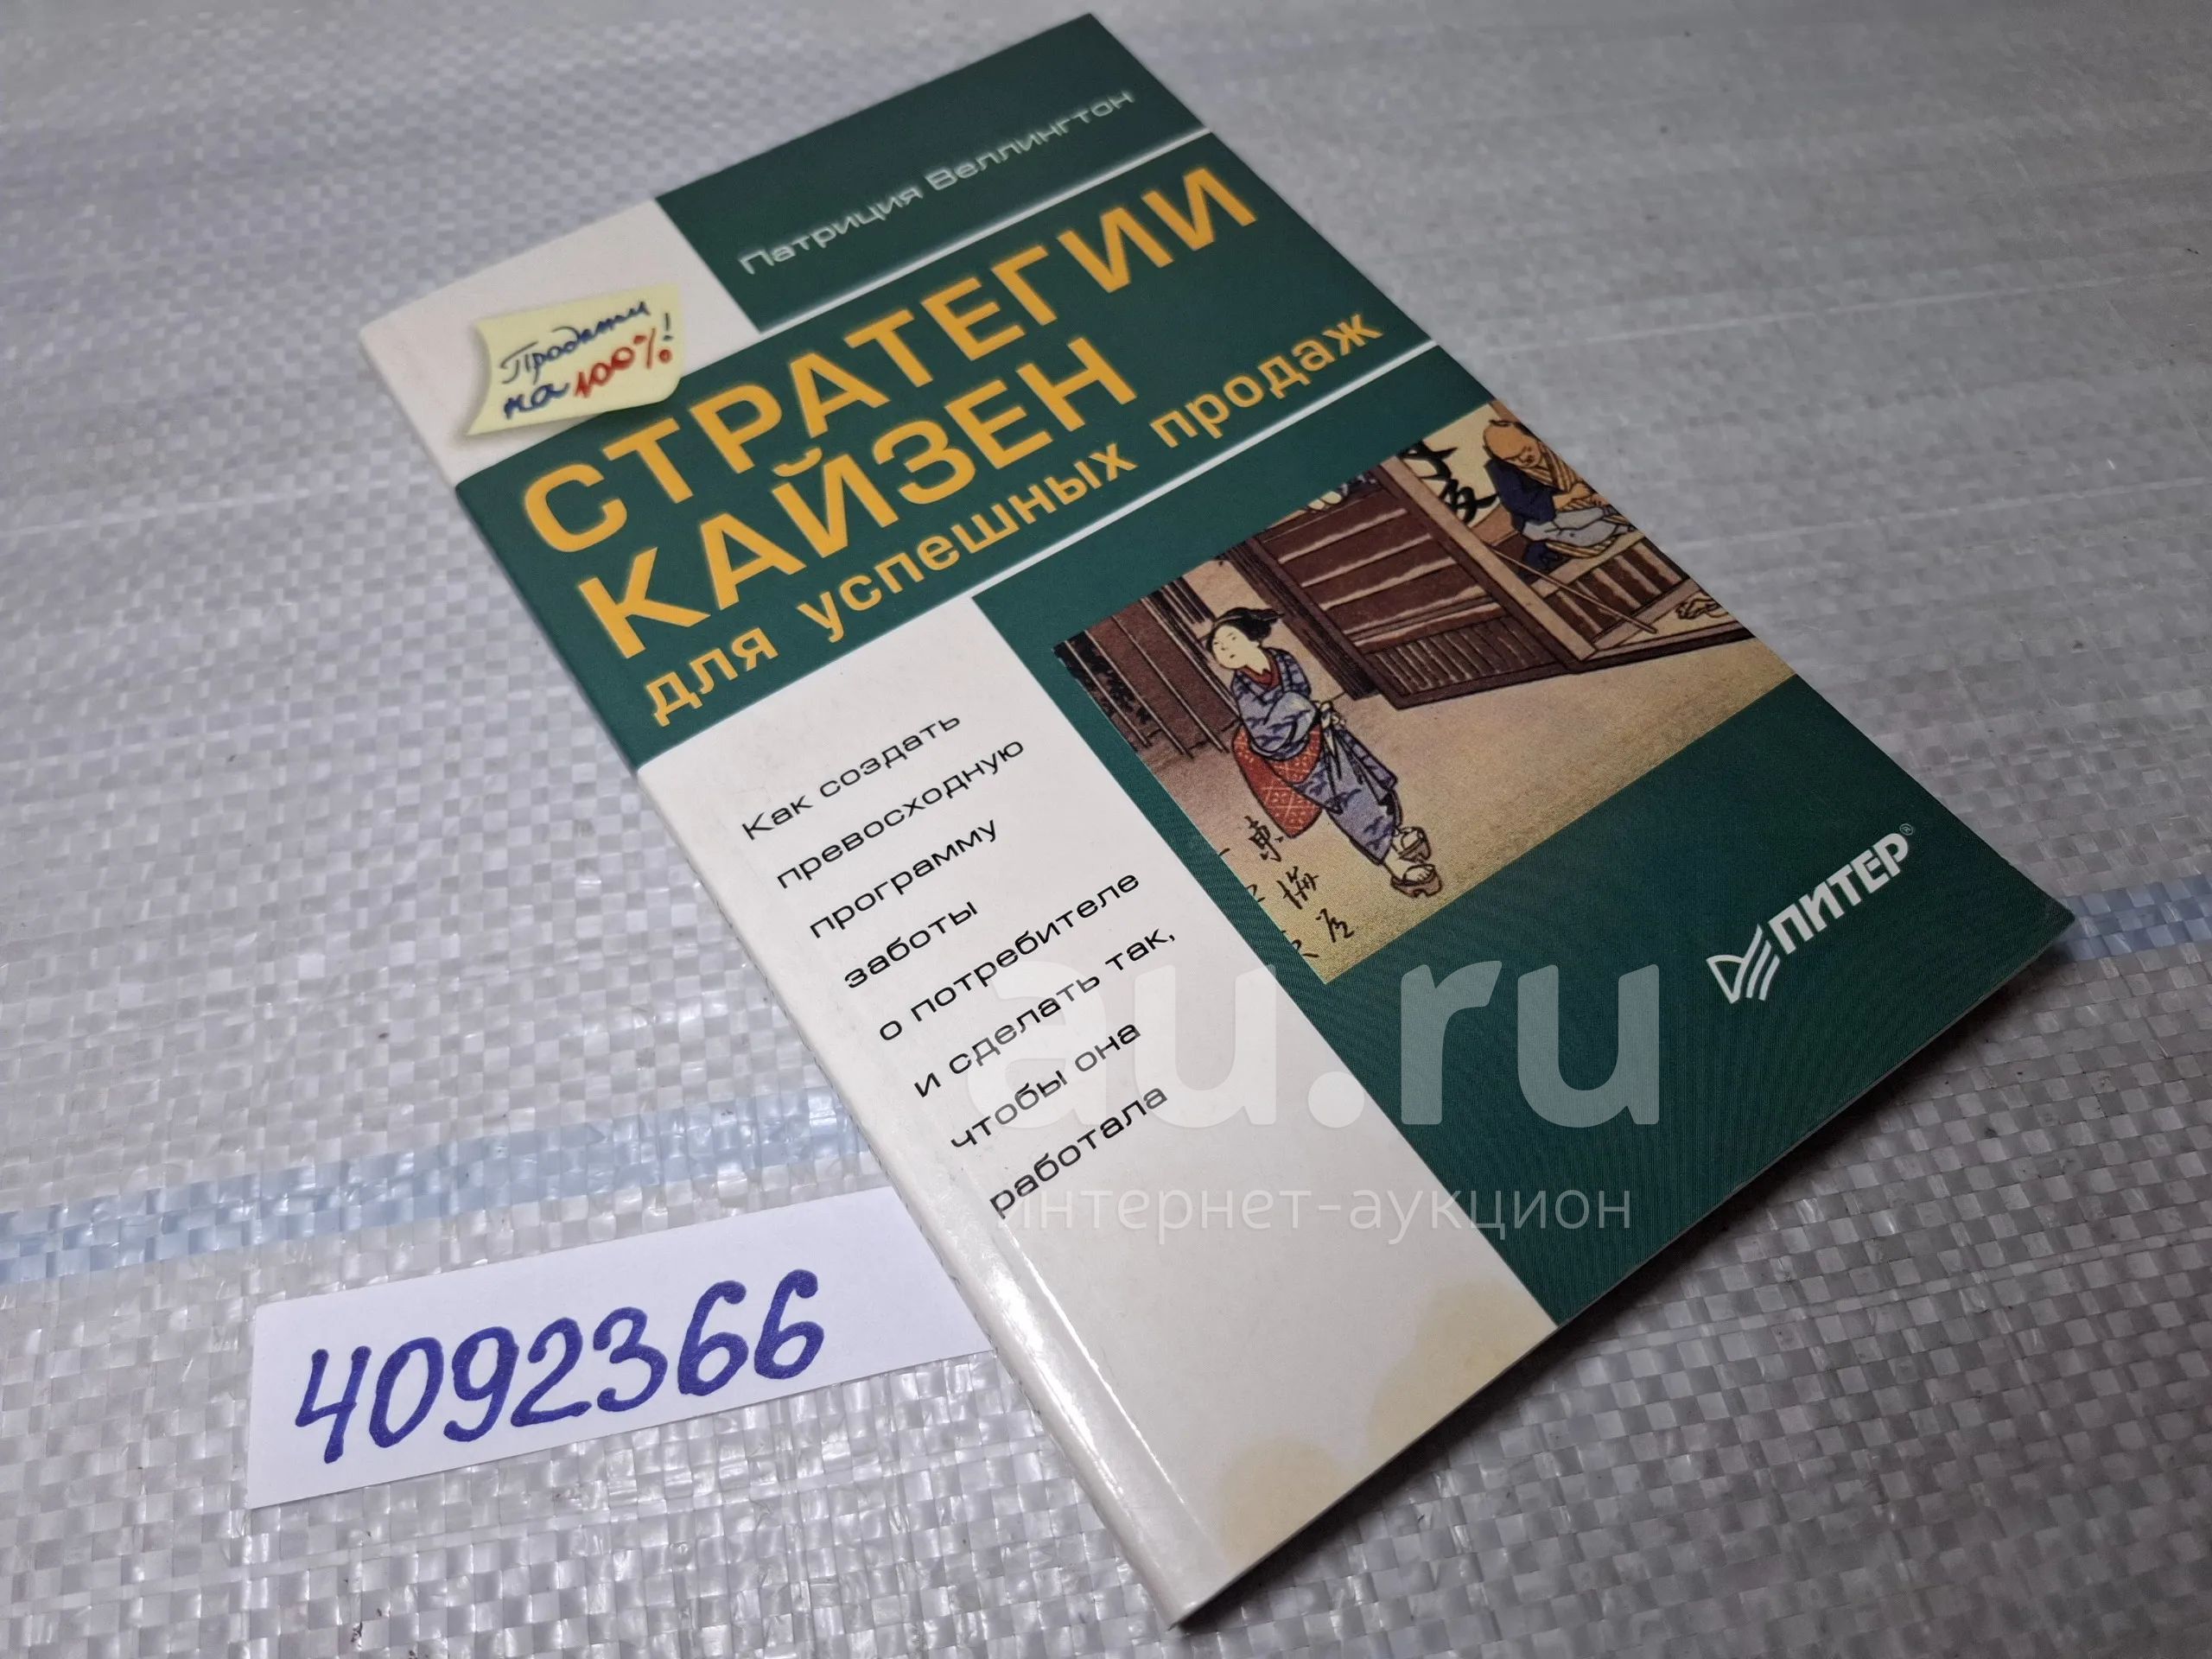 Патриция Веллингтон
Продажи
на 100%!
СТРАТЕГИИ
КАЙЗЕН
для успешных продаж
Как создать
превосходную
программу
заботы
о потребителе
и сделать так,
чтобы она
работала
ПИТЕР®
4092366
au.ru
интернет-аукцион